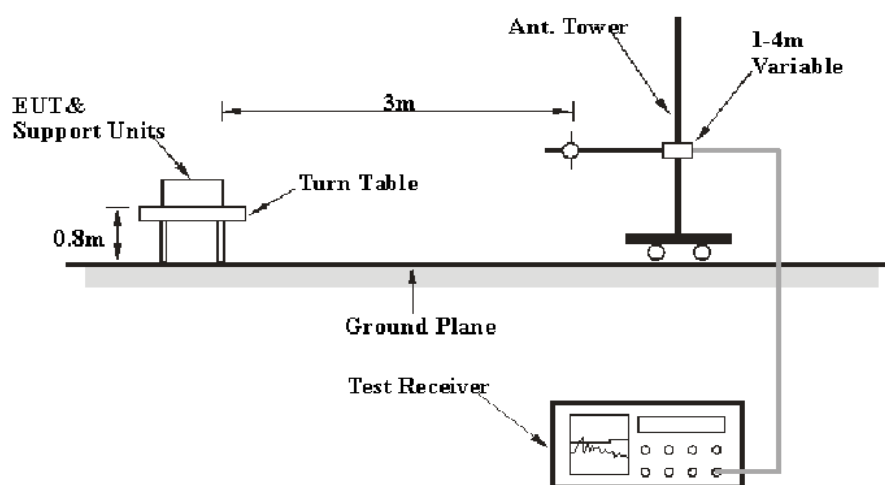 Ant. Tower
1-4m
Variable
3m
EUT&
Support Units
Turn Table
0.8m
Ground Plane
Test Receiver